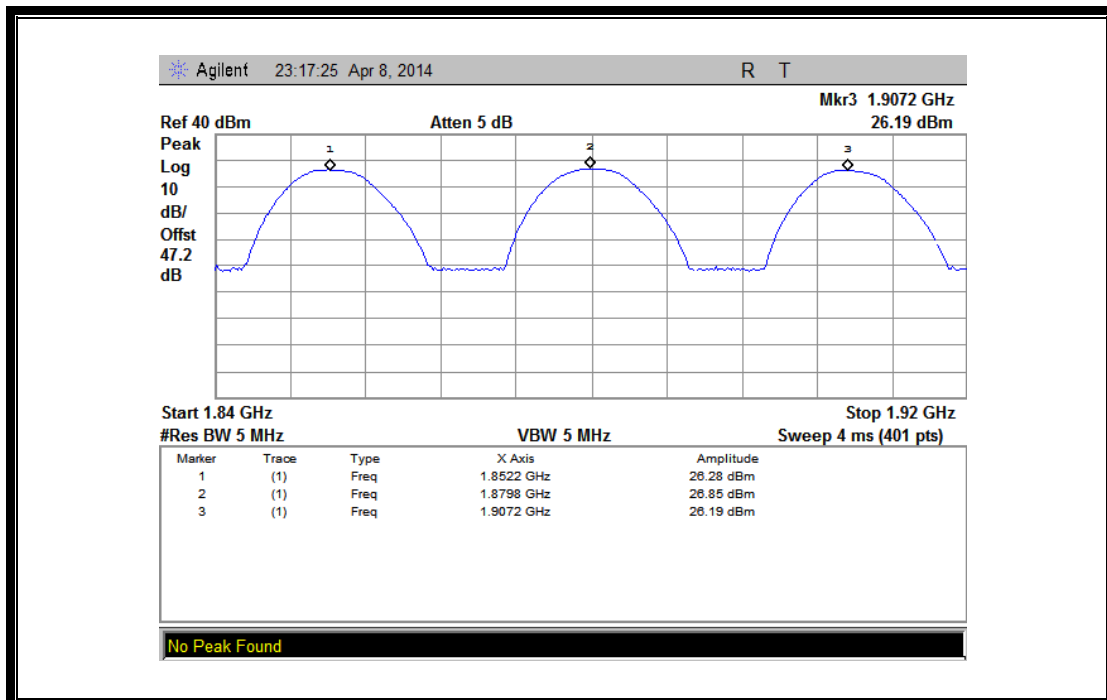 Agilent 23:17:25 Apr 8, 2014 R T
Mkr3 1.9072 GHz
Ref 40 dBm Atten 5 dB 26.19 dBm
Peak
Log
10
dB/
Offst
47.2
dB
1 2 3
Start 1.84 GHz Stop 1.92 GHz
#Res BW 5 MHz VBW 5 MHz Sweep 4 ms (401 pts)
Marker Trace Type X Axis Amplitude
1 (1) Freq 1.8522 GHz 26.28 dBm
2 (1) Freq 1.8798 GHz 26.85 dBm
3 (1) Freq 1.9072 GHz 26.19 dBm
No Peak Found